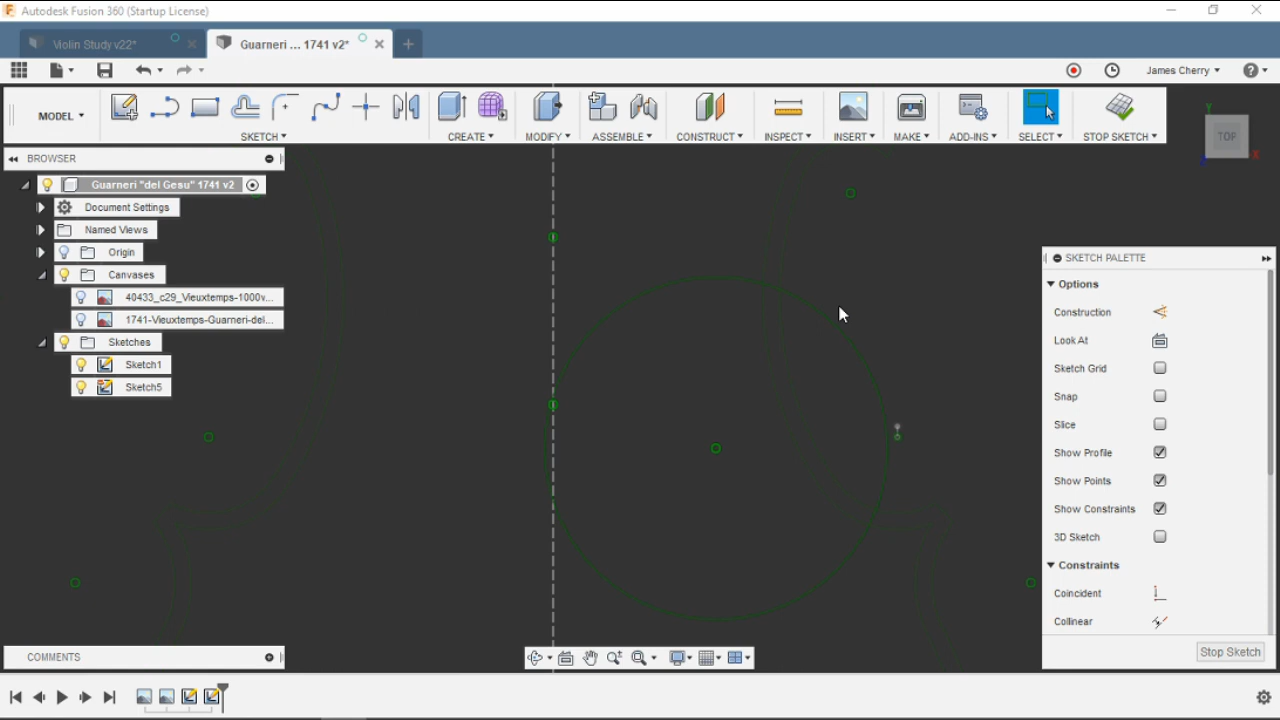 Autodesk Fusion 360 (Startup License)
Violin Study v22*
Guarneri ... 1741 v2*
James Cherry
MODEL
SKETCH
CREATE
MODIFY
ASSEMBLE
CONSTRUCT
INSPECT
INSERT
MAKE
ADD-INS
SELECT
STOP SKETCH
TOP
BROWSER
Guarneri "del Gesu" 1741 v2
Document Settings
Named Views
Origin
Canvases
40433_c29_Vieuxtemps-1000v...
1741-Vieuxtemps-Guarneri-del...
Sketches
Sketch1
Sketch5
SKETCH PALETTE
Options
Construction
Look At
Sketch Grid
Snap
Slice
Show Profile
Show Points
Show Constraints
3D Sketch
Constraints
Coincident
Collinear
Stop Sketch
COMMENTS